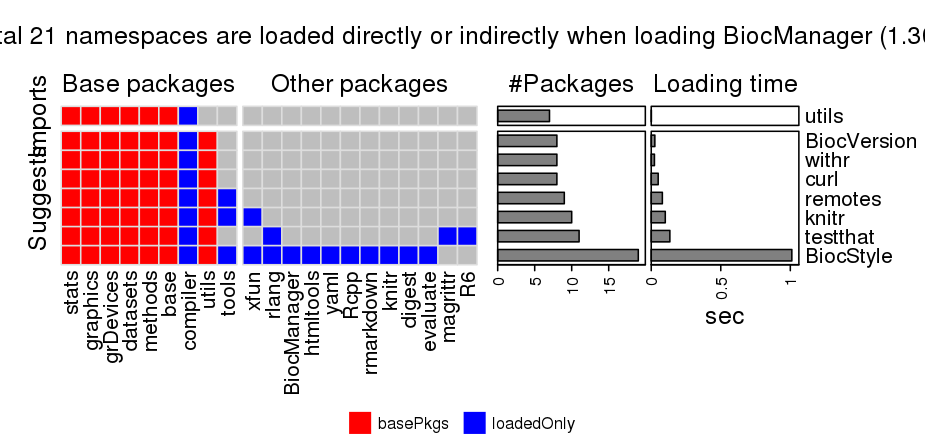 tal 21 namespaces are loaded directly or indirectly when loading BiocManager (1.30
Base packages
Other packages
#Packages
Loading time
Imports
Suggests
utils
BiocVersion
withr
curl
remotes
knitr
testthat
BiocStyle
stats
graphics
grDevices
datasets
methods
base
compiler
utils
tools
xfun
rlang
BiocManager
htmltools
yaml
Rcpp
rmarkdown
knitr
digest
evaluate
magrittr
R6
0
5
10
15
0
0.5
1
sec
basePkgs
loadedOnly